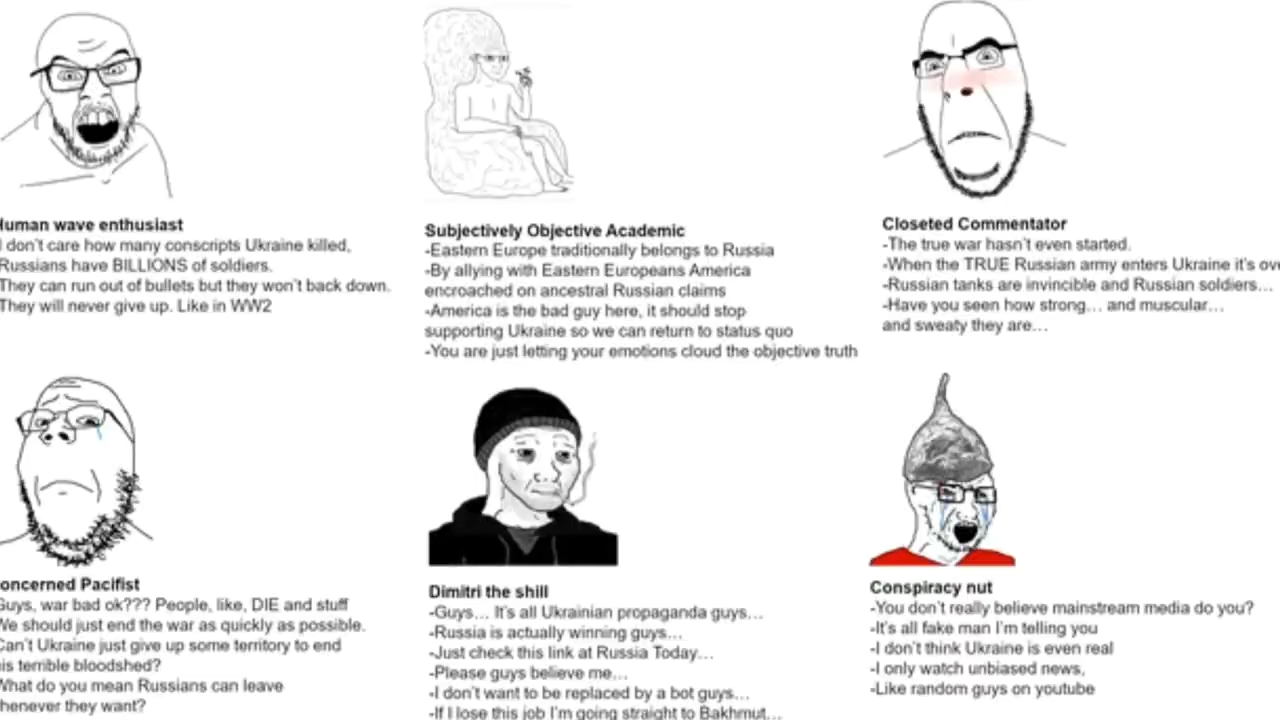 Human wave enthusiast
I don't care how many conscripts Ukraine killed,
Russians have BILLIONS of soldiers.
They can run out of bullets but they won't back down.
They will never give up. Like in WW2
Subjectively Objective Academic
-Eastern Europe traditionally belongs to Russia
-By allying with Eastern Europeans America
encroached on ancestral Russian claims
-America is the bad guy here, it should stop
supporting Ukraine so we can return to status quo
-You are just letting your emotions cloud the objective truth
Closeted Commentator
-The true war hasn't even started.
-When the TRUE Russian army enters Ukraine it's ove
-Russian tanks are invincible and Russian soldiers…
-Have you seen how strong… and muscular…
and sweaty they are…
oncerned Pacifist
Guys, war bad ok??? People, like, DIE and stuff
We should just end the war as quickly as possible.
Can't Ukraine just give up some territory to end
is terrible bloodshed?
What do you mean Russians can leave
henever they want?
Dimitri the shill
-Guys… It's all Ukrainian propaganda guys…
-Russia is actually winning guys…
-Just check this link at Russia Today…
-Please guys believe me…
-I don't want to be replaced by a bot guys…
-If I lose this job I'm going straight to Bakhmut…
Conspiracy nut
-You don't really believe mainstream media do you?
-It's all fake man I'm telling you
-I don't think Ukraine is even real
-I only watch unbiased news,
-Like random guys on youtube